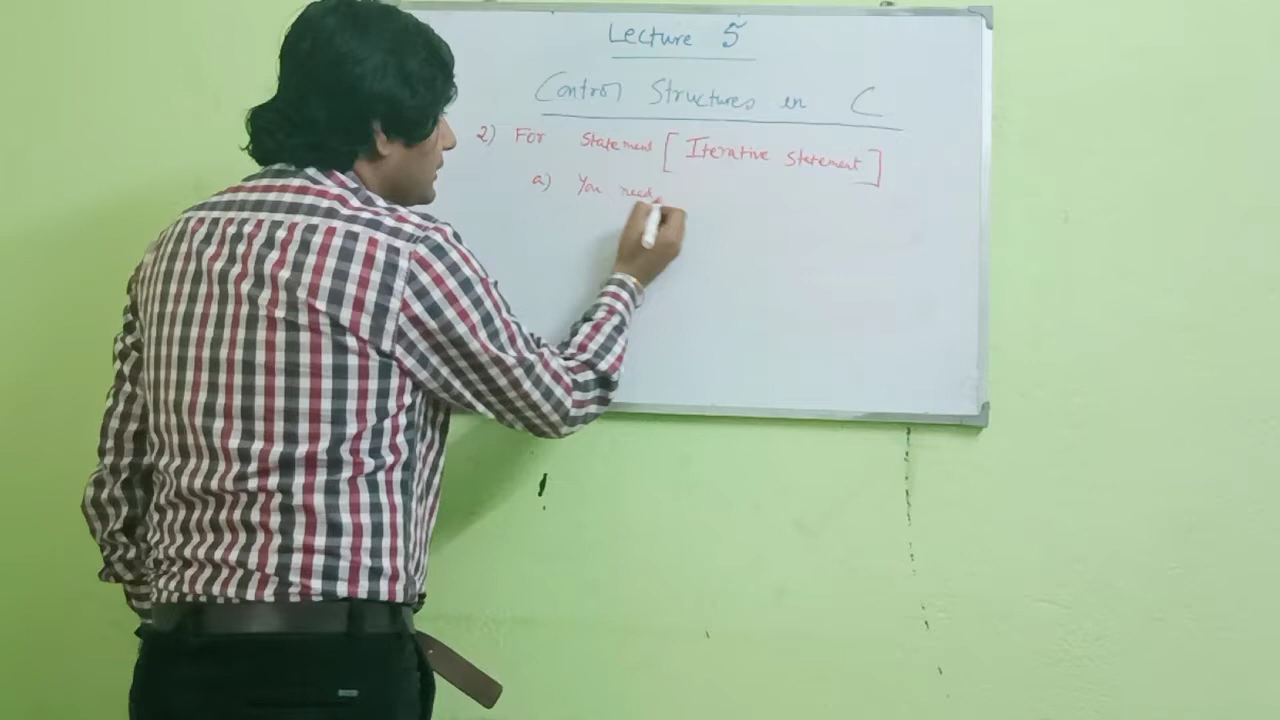 Lecture 5
Control Structures in C
2) For Statement [Iterative Statement]
a) You need